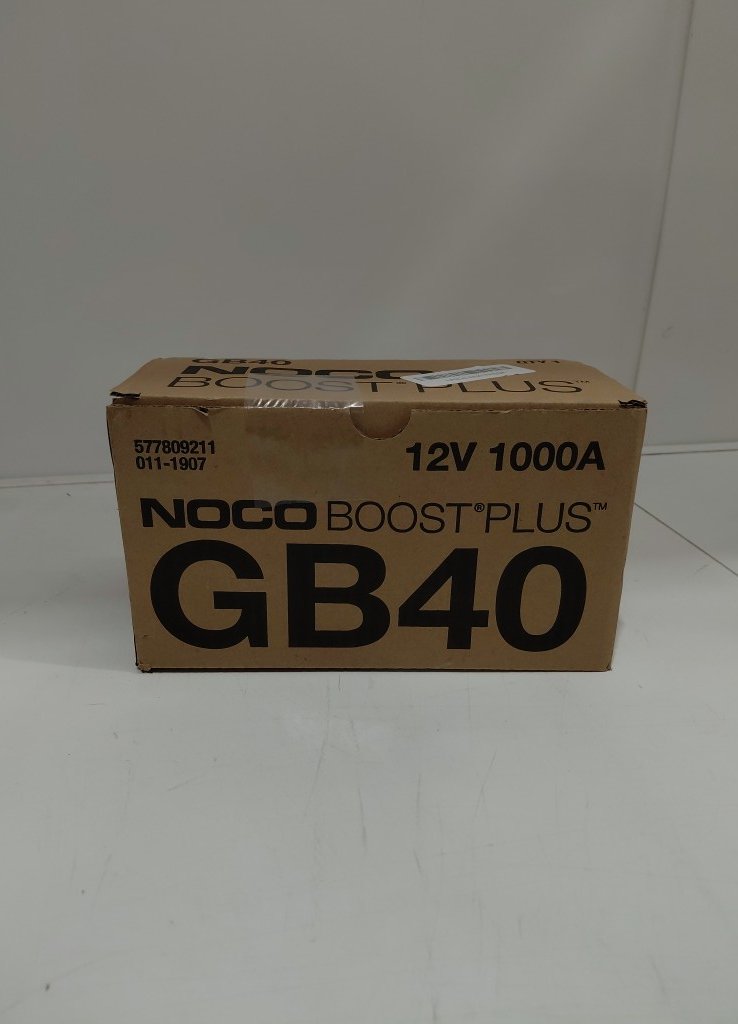 GB40
NOCO
BOOST® PLUS™
577809211
011-1907
12V 1000A
NOCO BOOST® PLUS™
GB40